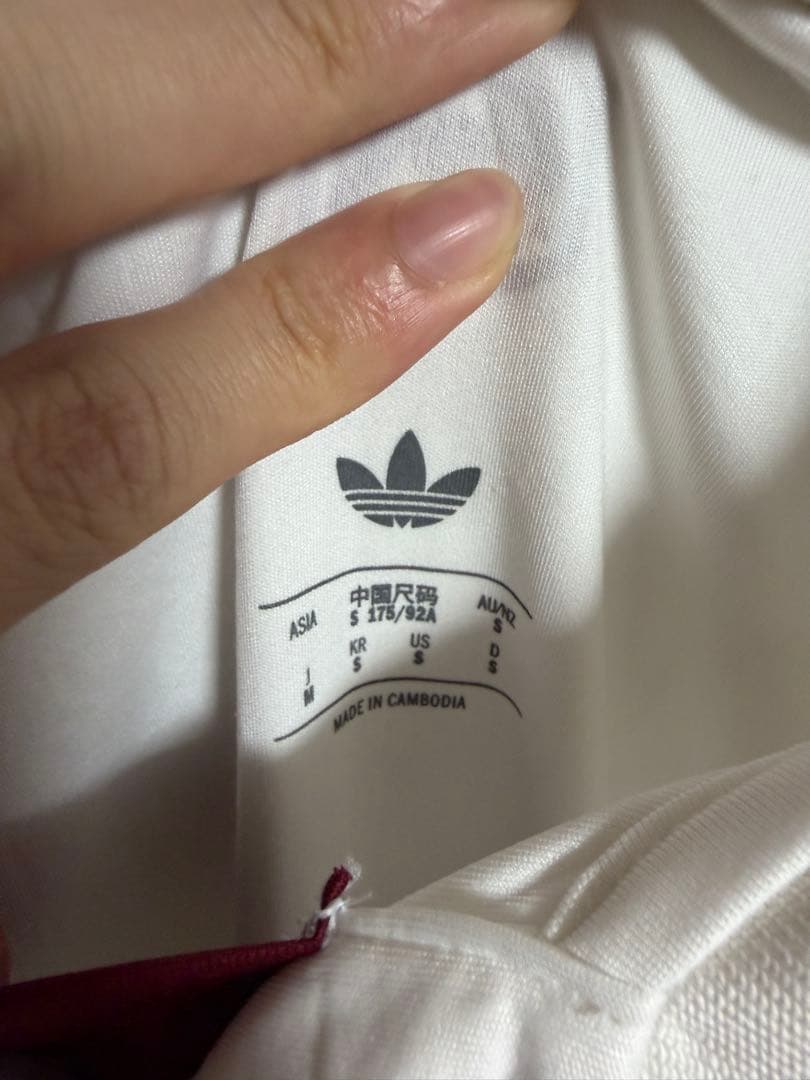 中国尺码
ASIA S 175/92A AU/NZ S
J M KR S US S D S
MADE IN CAMBODIA